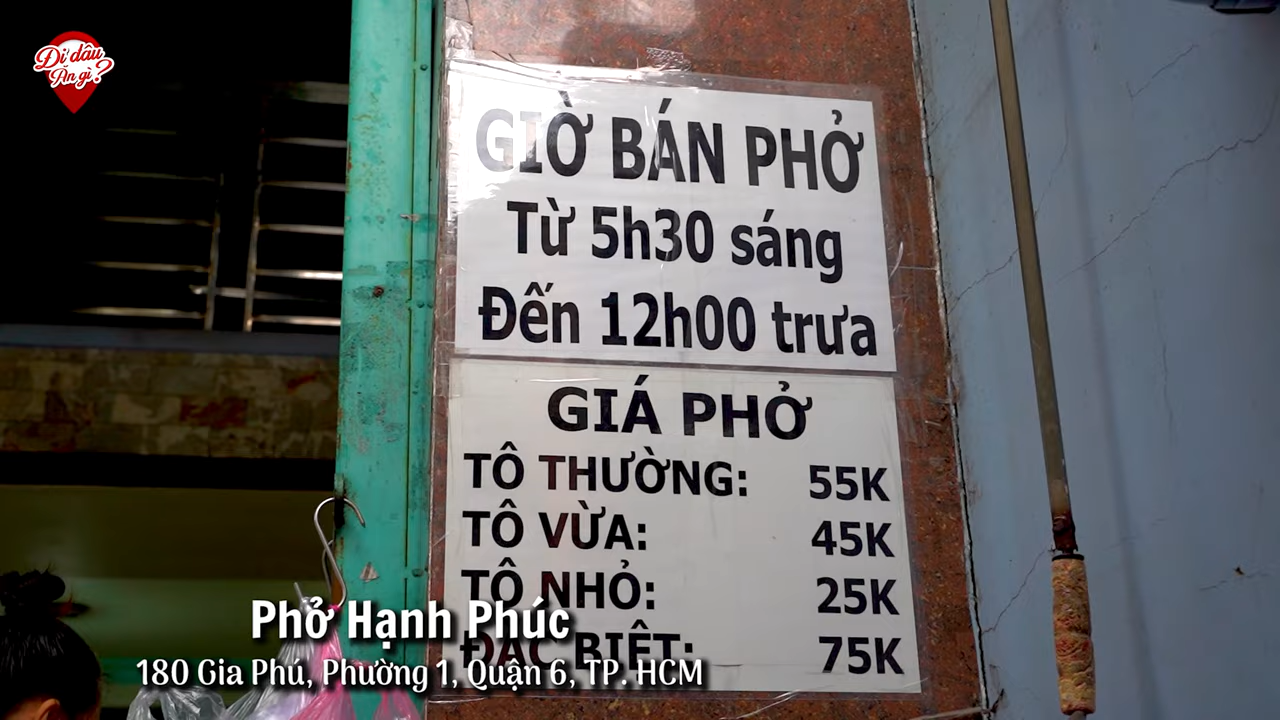 Đi đâu
Ăn gì?
GIỜ BÁN PHỞ
Từ 5h30 sáng
Đến 12h00 trưa
GIÁ PHỞ
TÔ THƯỜNG: 55K
TÔ VỪA: 45K
TÔ NHỎ: 25K
ĐẶC BIỆT: 75K
Phở Hạnh Phúc
180 Gia Phú, Phường 1, Quận 6, TP. HCM